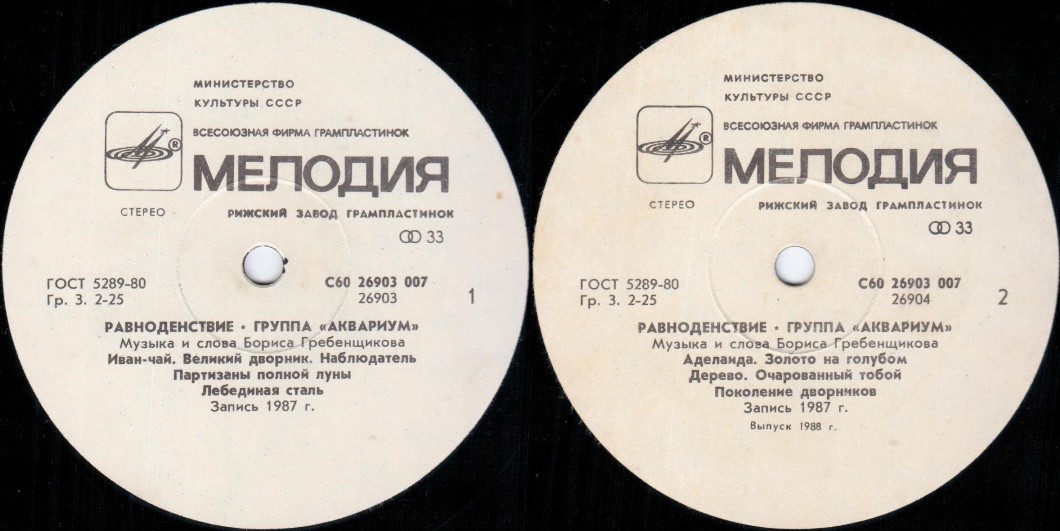 МИНИСТЕРСТВО
КУЛЬТУРЫ СССР
ВСЕСОЮЗНАЯ ФИРМА ГРАМПЛАСТИНОК
®
МЕЛОДИЯ
СТЕРЕО
РИЖСКИЙ ЗАВОД ГРАМПЛАСТИНОК
33
ГОСТ 5289-80
С60 26903 007
Гр. 3. 2-25
26903
1
РАВНОДЕНСТВИЕ • ГРУППА «АКВАРИУМ»
Музыка и слова Бориса Гребенщикова
Иван-чай. Великий дворник. Наблюдатель
Партизаны полной луны
Лебединая сталь
Запись 1987 г.
МИНИСТЕРСТВО
КУЛЬТУРЫ СССР
ВСЕСОЮЗНАЯ ФИРМА ГРАМПЛАСТИНОК
®
МЕЛОДИЯ
СТЕРЕО
РИЖСКИЙ ЗАВОД ГРАМПЛАСТИНОК
33
ГОСТ 5289-80
С60 26903 007
Гр. 3. 2-25
26904
2
РАВНОДЕНСТВИЕ • ГРУППА «АКВАРИУМ»
Музыка и слова Бориса Гребенщикова
Аделаида. Золото на голубом
Дерево. Очарованный тобой
Поколение дворников
Запись 1987 г.
Выпуск 1988 г.